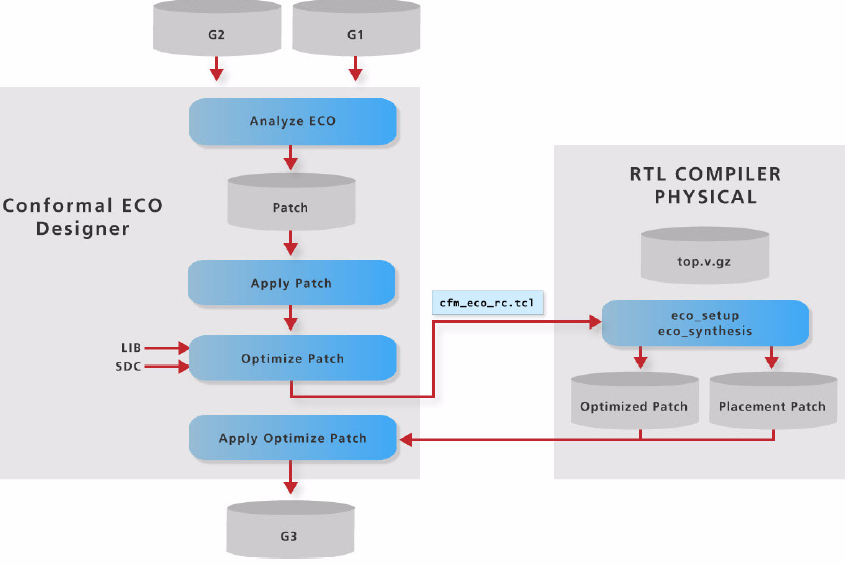 G2
G1
Analyze ECO
Conformal ECO
Designer
Patch
Apply Patch
LIB
SDC
Optimize Patch
Apply Optimize Patch
G3
cfm_eco_rc.tcl
RTL COMPILER
PHYSICAL
top.v.gz
eco_setup
eco_synthesis
Optimized Patch
Placement Patch